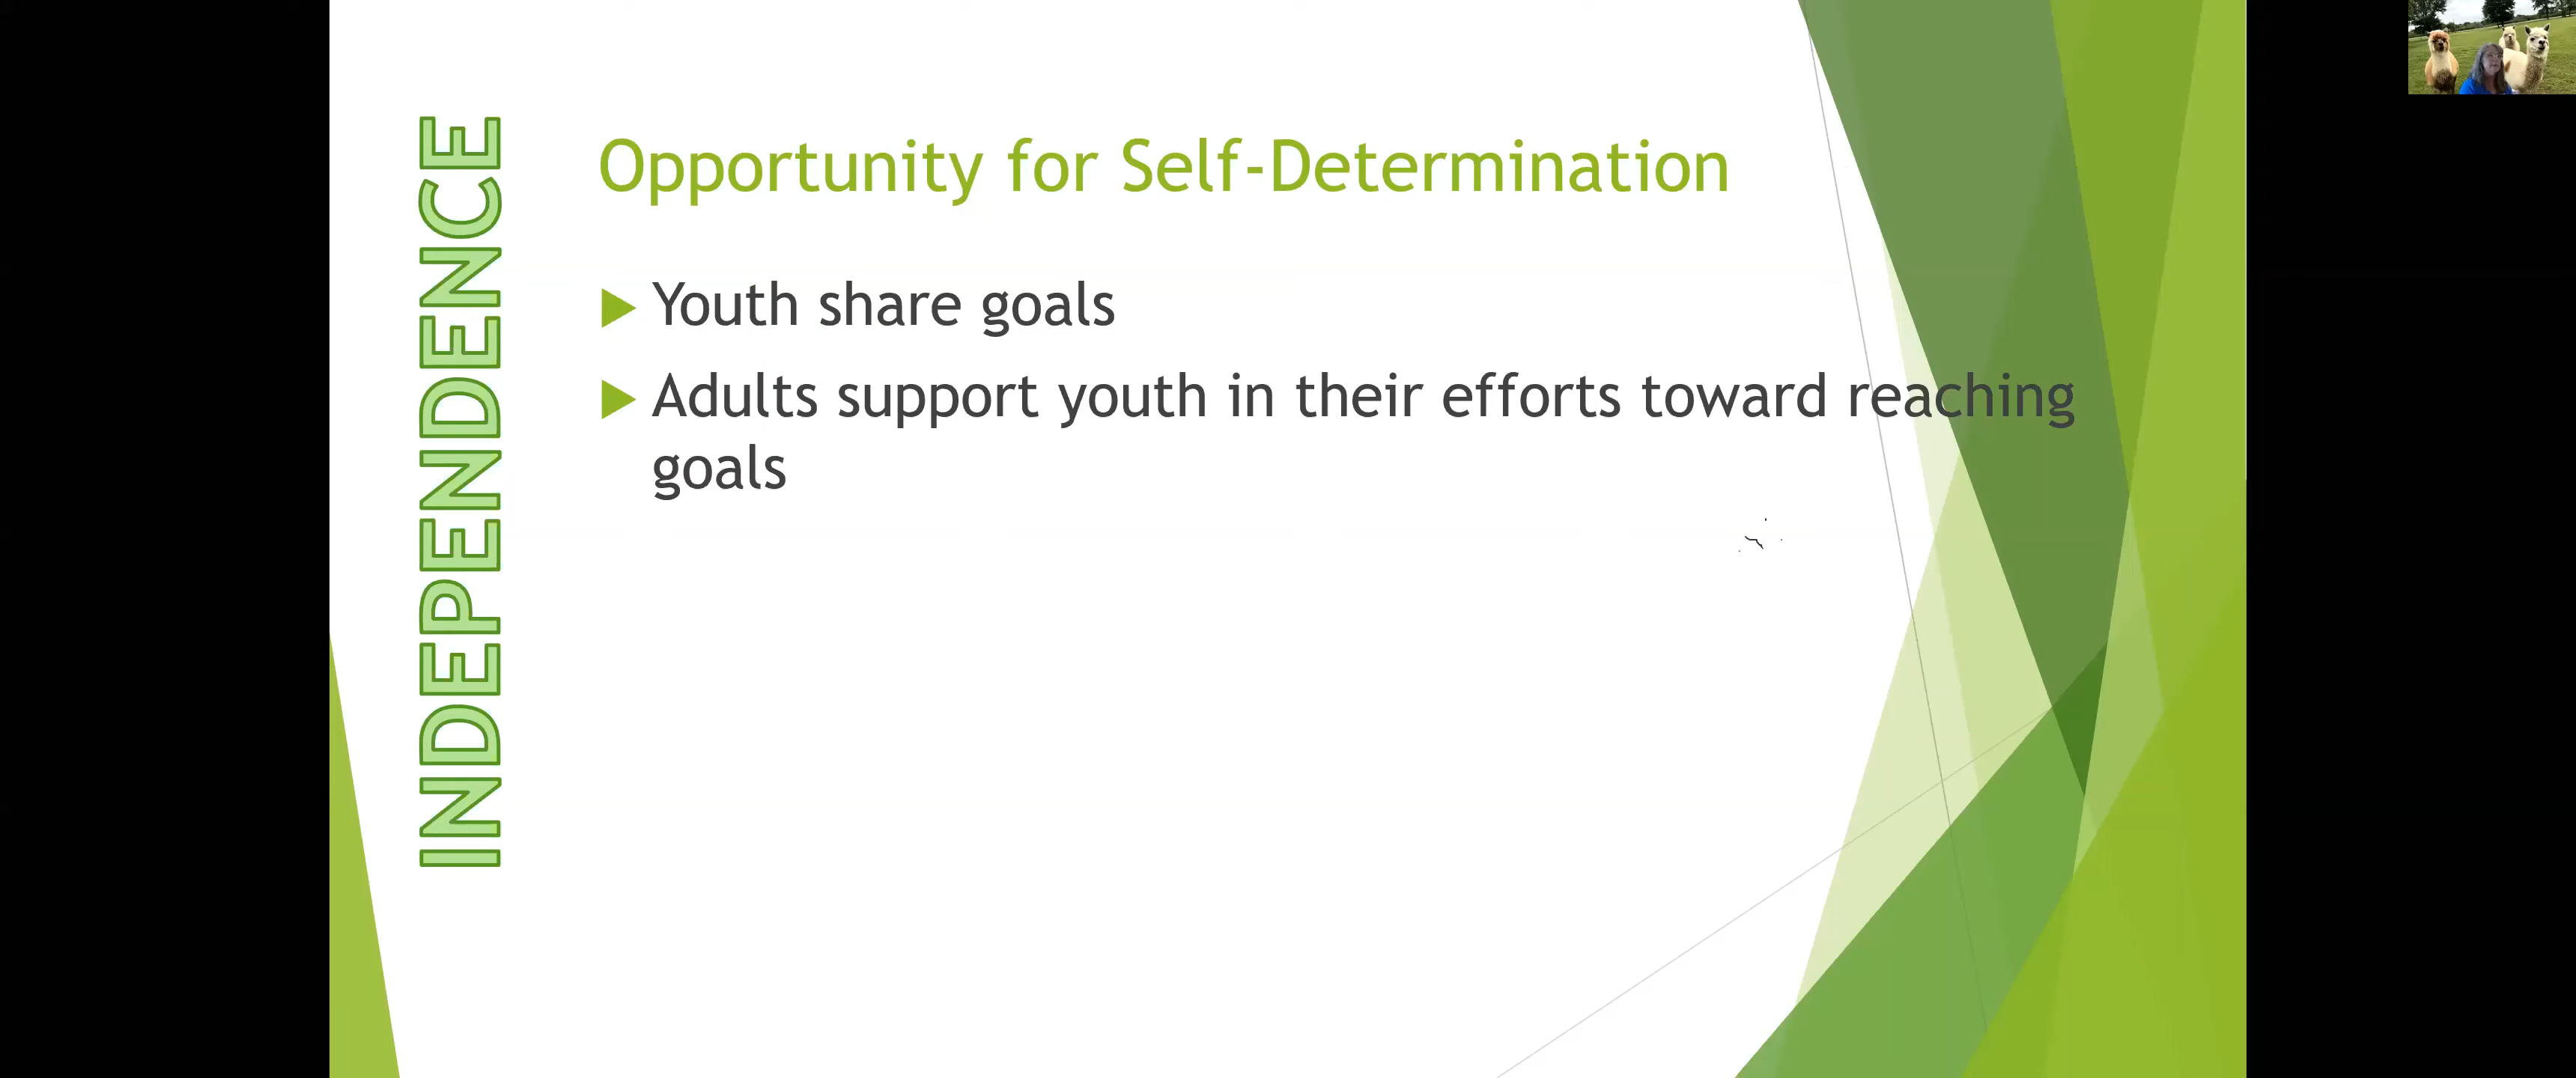 INDEPENDENCE
Opportunity for Self-Determination
Youth share goals
Adults support youth in their efforts toward reaching
goals